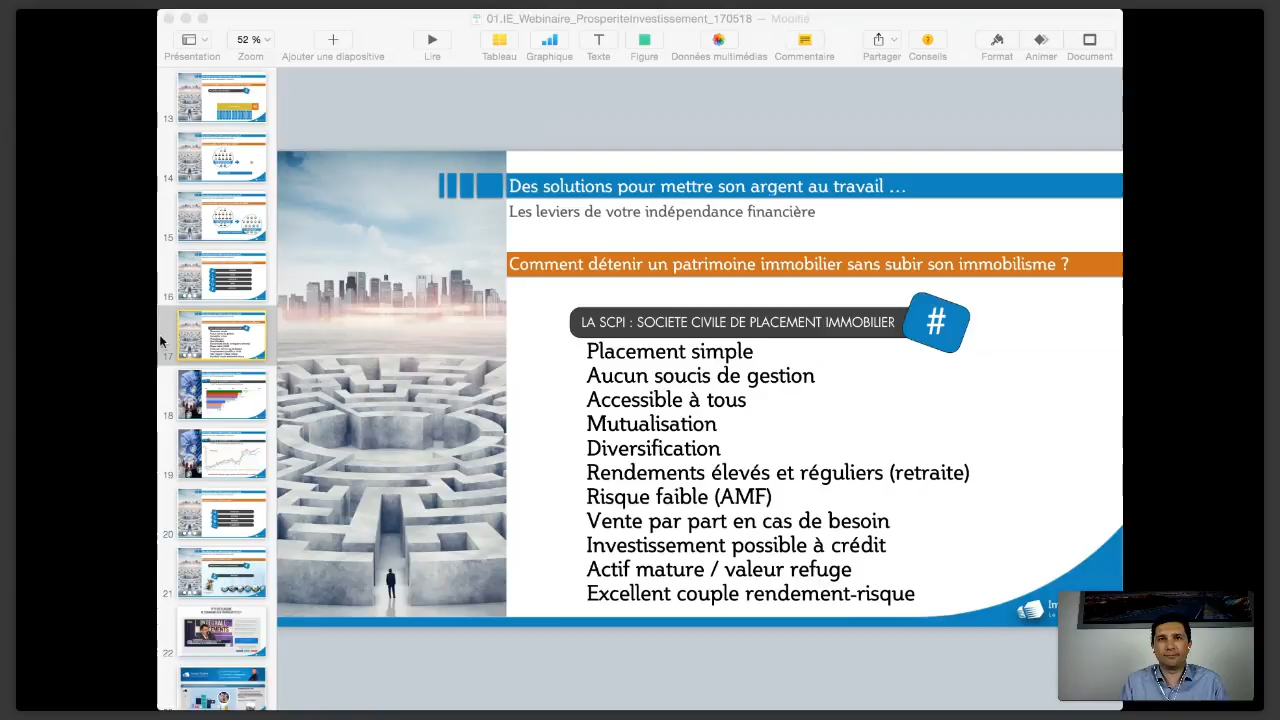 01.IE_Webinaire_ProsperiteInvestissement_170518 — Modifié
52 %
Présentation
Zoom
Ajouter une diapositive
Lire
Tableau
Graphique
Texte
Figure
Données multimédias
Commentaire
Partager
Conseils
Format
Animer
Document
13
14
15
16
17
18
19
20
21
22
Des solutions pour mettre son argent au travail ...
Les leviers de votre indépendance financière
Comment détenir un patrimoine immobilier sans subir son immobilisme ?
LA SCPI : SOCIETE CIVILE DE PLACEMENT IMMOBILIER
#
Placement simple
Aucun soucis de gestion
Accessible à tous
Mutualisation
Diversification
Rendements élevés et réguliers (retraite)
Risque faible (AMF)
Vente par part en cas de besoin
Investissement possible à crédit
Actif mature / valeur refuge
Excellent couple rendement-risque